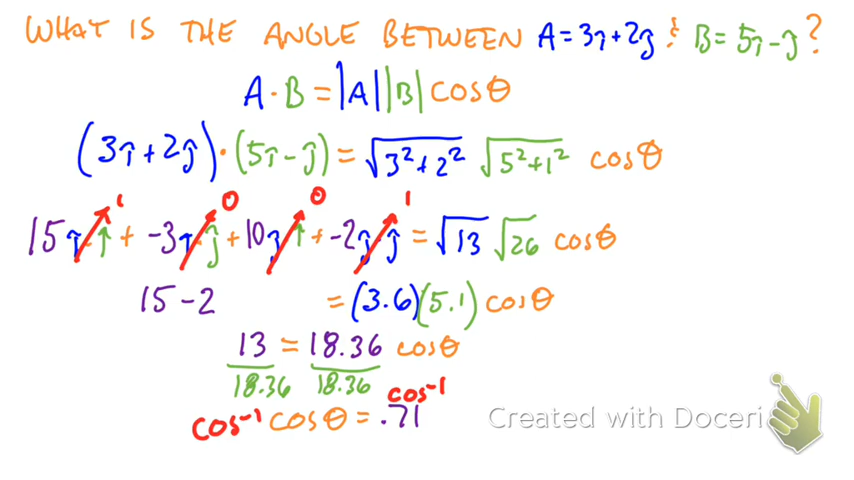 WHAT IS THE ANGLE BETWEEN A = 3î + 2ĵ & B = 5î - ĵ ?
A · B = |A| |B| cos θ
(3î + 2ĵ) · (5î - ĵ) = √3² + 2² √5² + 1² cos θ
1 0 0 1
15 î · î + -3 î · ĵ + 10 ĵ · î + -2 ĵ · ĵ = √13 √26 cos θ
15 - 2 = (3.6) (5.1) cos θ
13 = 18.36 cos θ
18.36 18.36
cos⁻¹ cos θ = .71 cos⁻¹
Created with Doceri